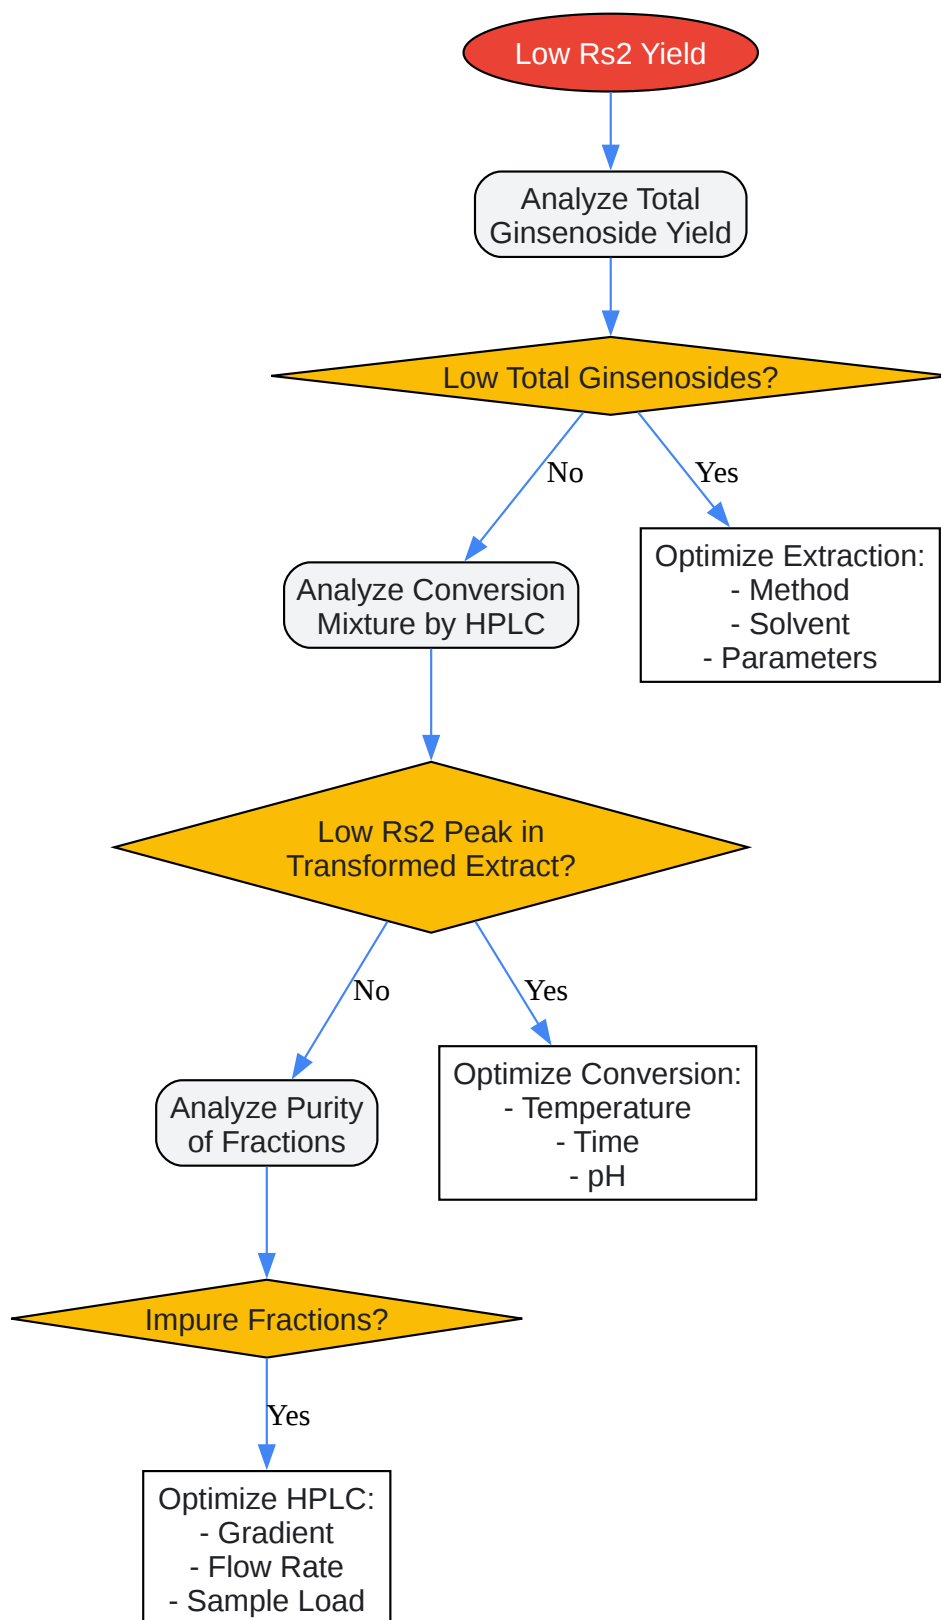 Low Rs2 Yield
Analyze Total
Ginsenoside Yield
Low Total Ginsenosides?
No
Yes
Optimize Extraction:
- Method
- Solvent
- Parameters
Analyze Conversion
Mixture by HPLC
Low Rs2 Peak in
Transformed Extract?
No
Yes
Optimize Conversion:
- Temperature
- Time
- pH
Analyze Purity
of Fractions
Impure Fractions?
Yes
Optimize HPLC:
- Gradient
- Flow Rate
- Sample Load